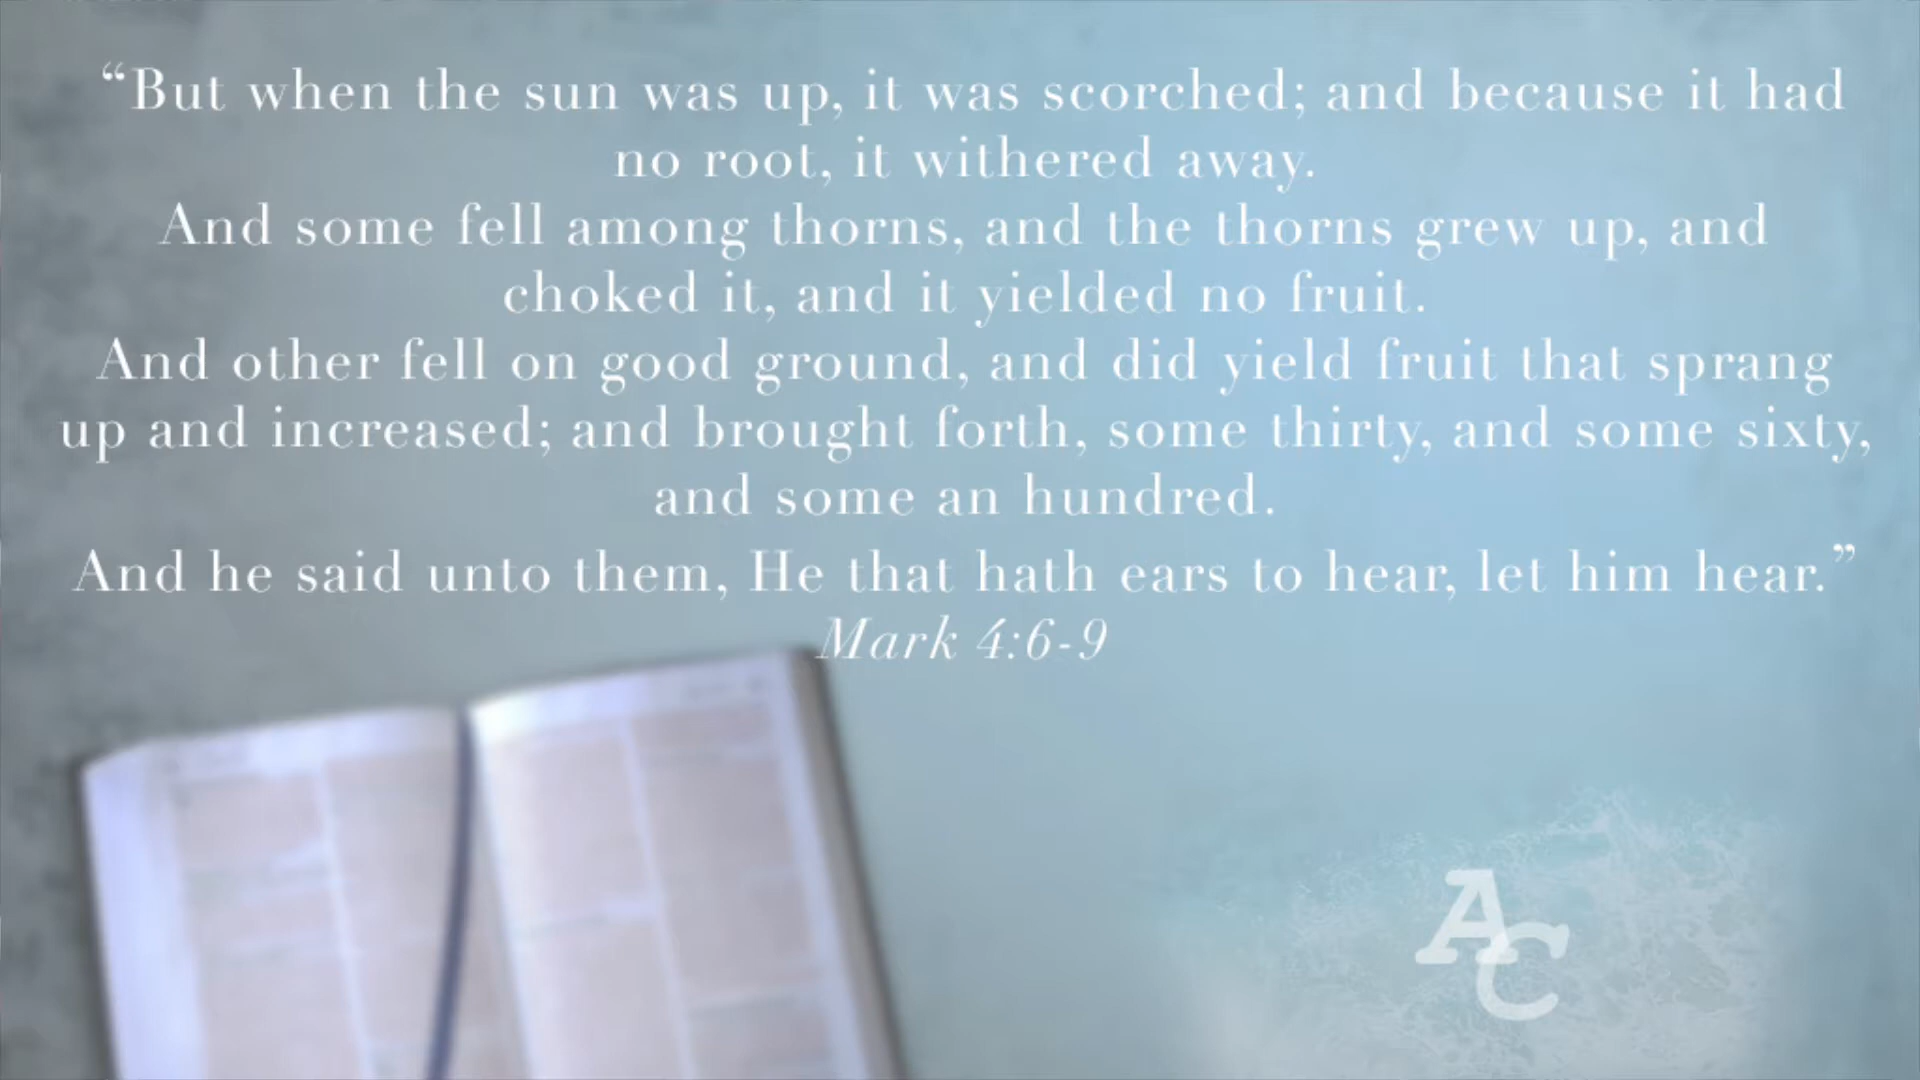 “But when the sun was up, it was scorched; and because it had
no root, it withered away.
And some fell among thorns, and the thorns grew up, and
choked it, and it yielded no fruit.
And other fell on good ground, and did yield fruit that sprang
up and increased; and brought forth, some thirty, and some sixty,
and some an hundred.
And he said unto them, He that hath ears to hear, let him hear.”
Mark 4:6-9
AC